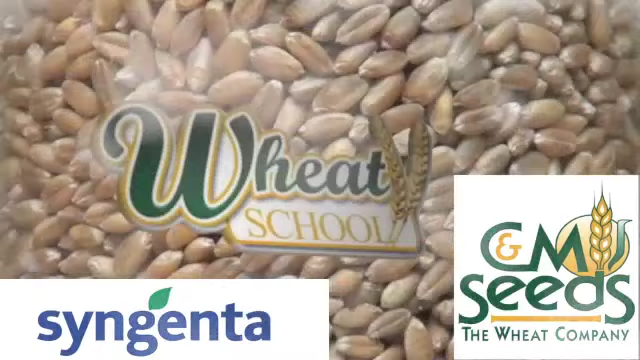 Wheat
SCHOOL
syngenta
C&M
Seeds
THE WHEAT COMPANY